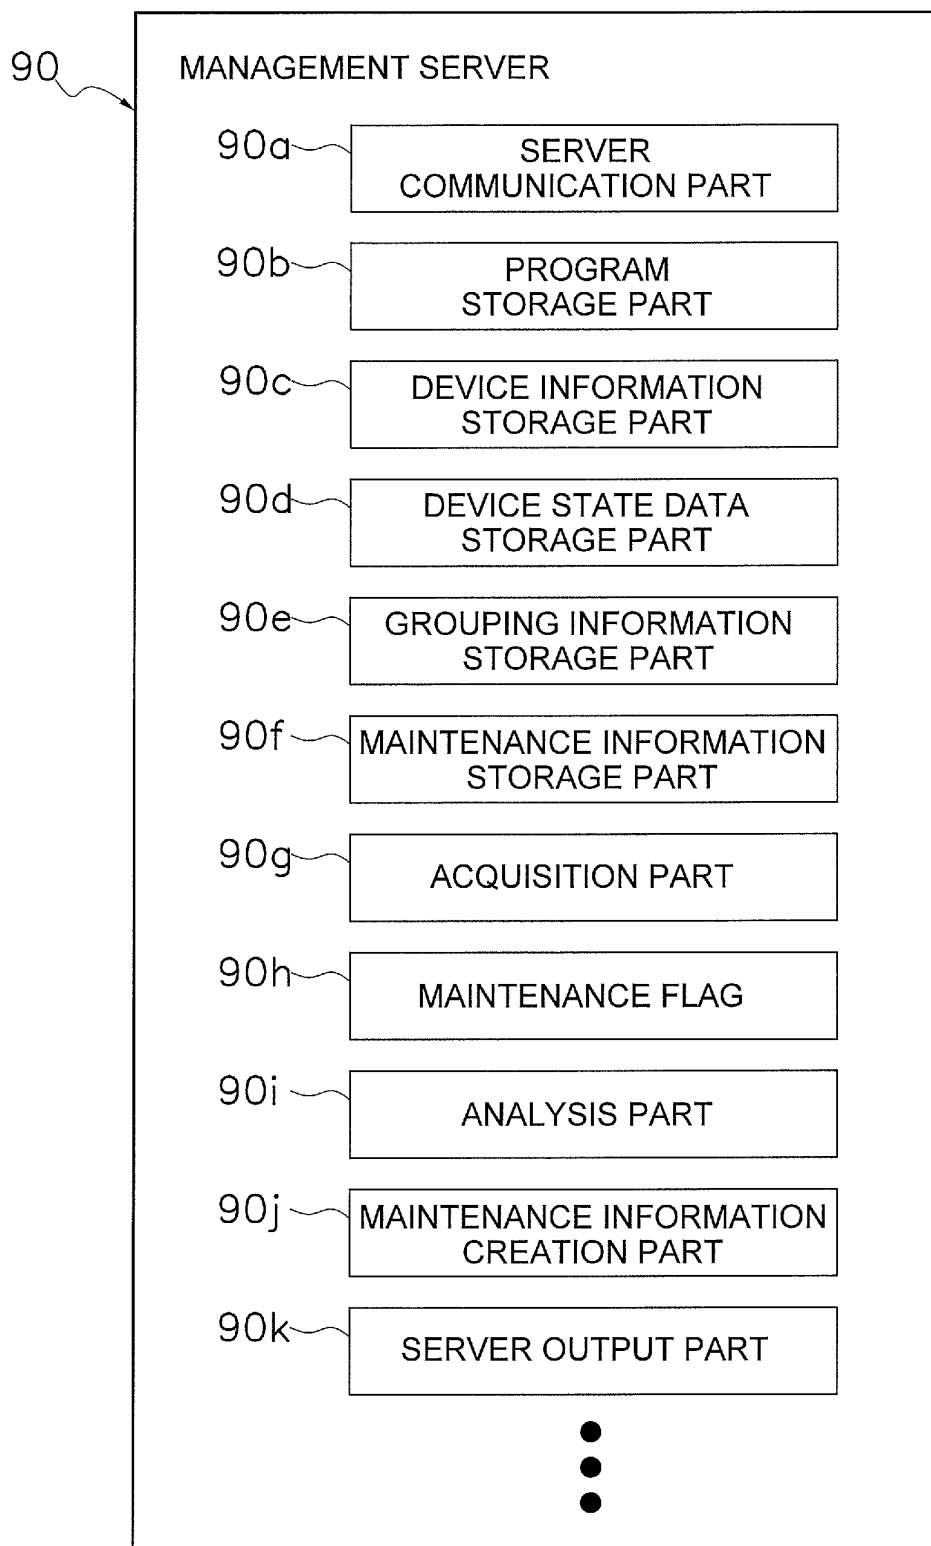 90
MANAGEMENT SERVER
90a
SERVER
COMMUNICATION PART
90b
PROGRAM
STORAGE PART
90c
DEVICE INFORMATION
STORAGE PART
90d
DEVICE STATE DATA
STORAGE PART
90e
GROUPING INFORMATION
STORAGE PART
90f
MAINTENANCE INFORMATION
STORAGE PART
90g
ACQUISITION PART
90h
MAINTENANCE FLAG
90i
ANALYSIS PART
90j
MAINTENANCE INFORMATION
CREATION PART
90k
SERVER OUTPUT PART